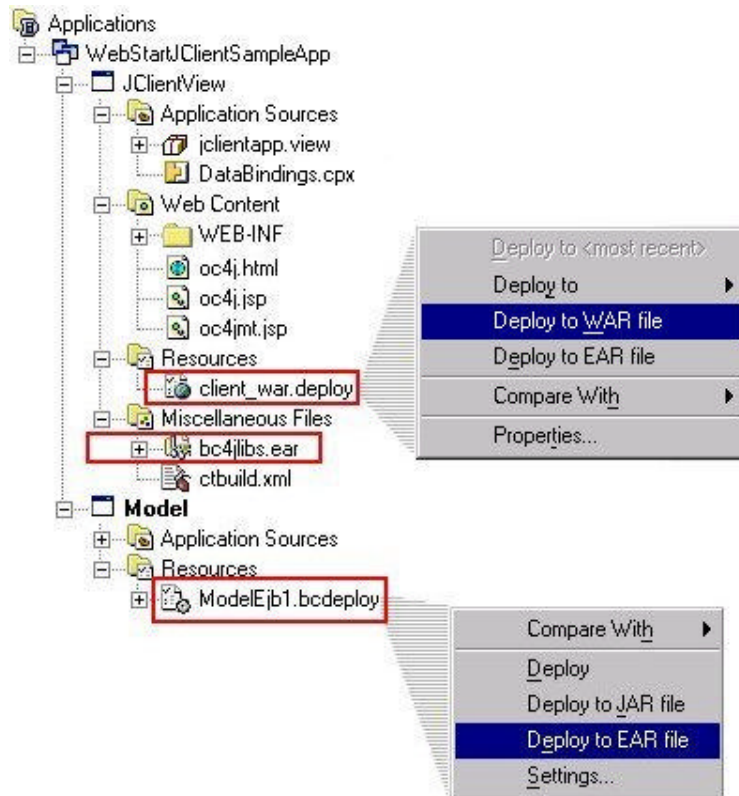 Applications
WebStartJClientSampleApp
JClientView
Application Sources
jclientapp.view
DataBindings.cpx
Web Content
WEB-INF
oc4j.html
oc4j.jsp
oc4jmt.jsp
Resources
client_war.deploy
Miscellaneous Files
bc4jlibs.ear
ctbuild.xml
Model
Application Sources
Resources
ModelEjb1.bcdeploy
Deploy to <most recent>
Deploy to
Deploy to WAR file
Deploy to EAR file
Compare With
Properties...
Compare With
Deploy
Deploy to JAR file
Deploy to EAR file
Settings...